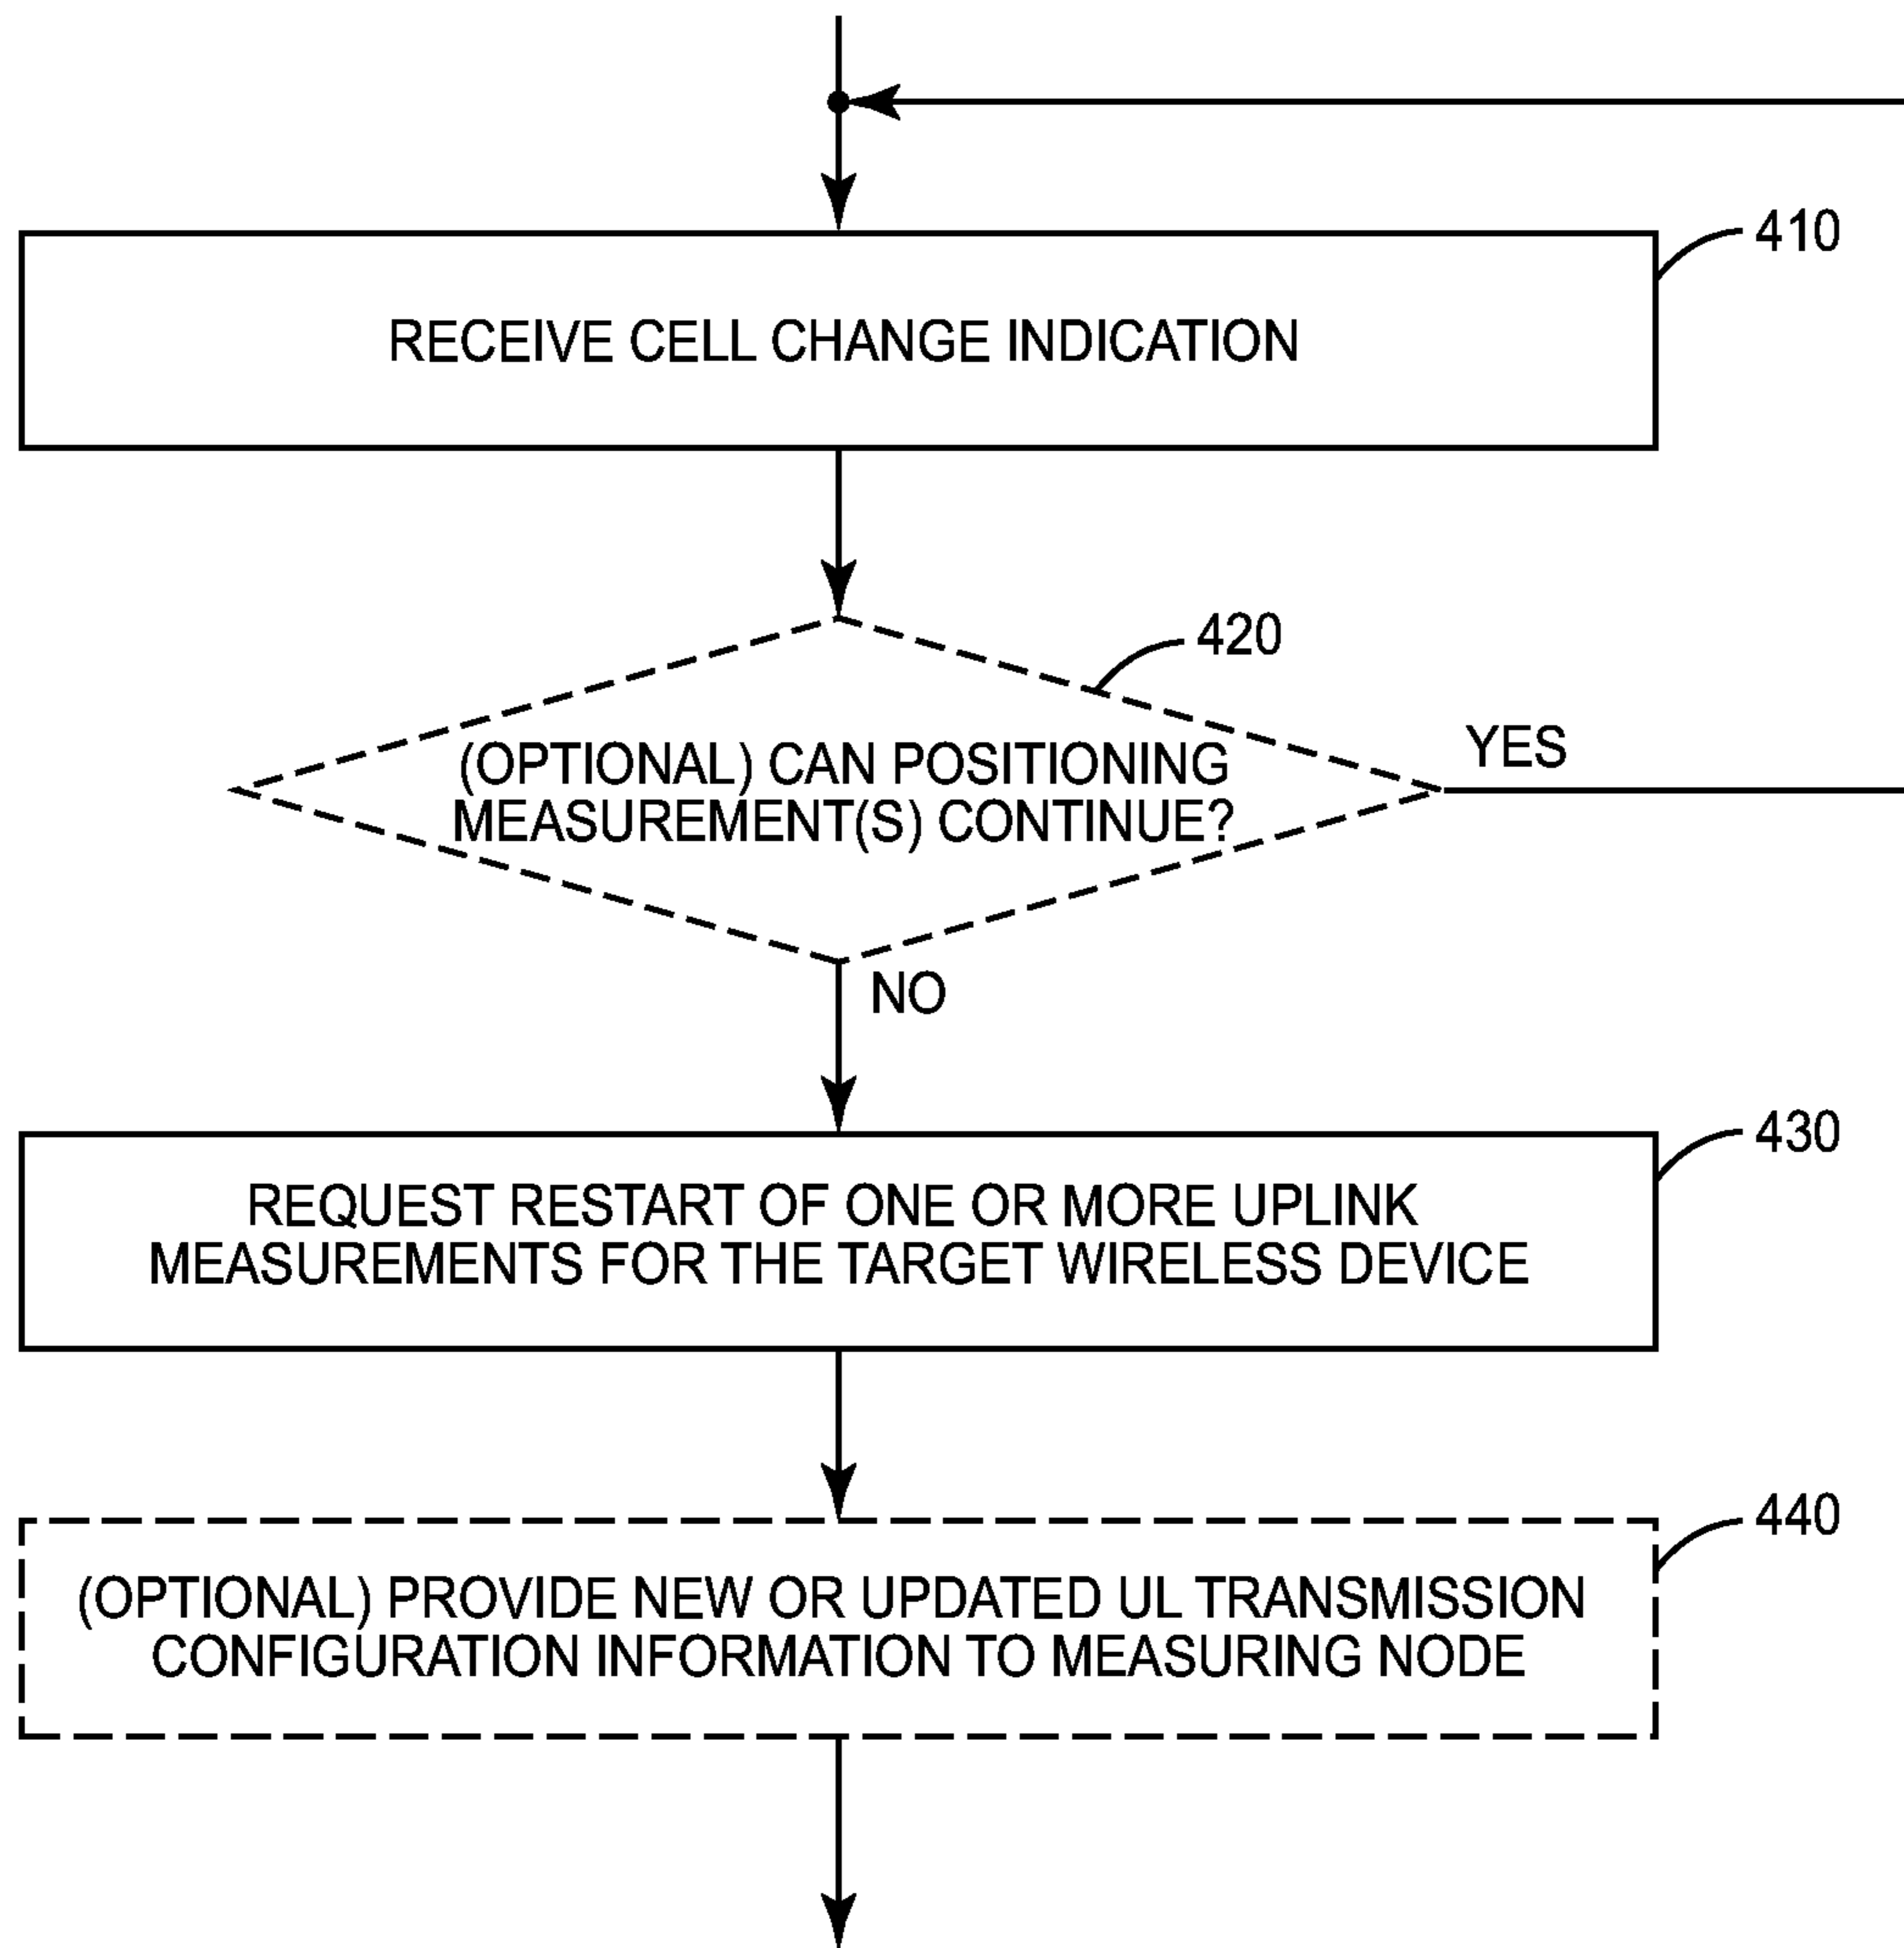 410
RECEIVE CELL CHANGE INDICATION
420
(OPTIONAL) CAN POSITIONING
MEASUREMENT(S) CONTINUE?
YES
NO
430
REQUEST RESTART OF ONE OR MORE UPLINK
MEASUREMENTS FOR THE TARGET WIRELESS DEVICE
440
(OPTIONAL) PROVIDE NEW OR UPDATED UL TRANSMISSION
CONFIGURATION INFORMATION TO MEASURING NODE